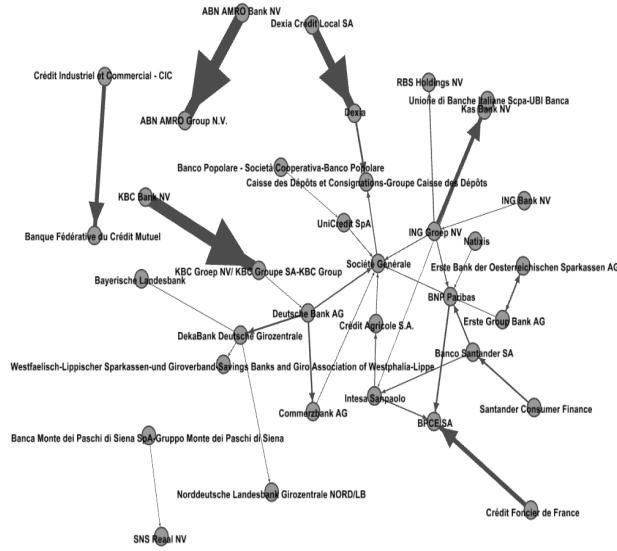 ABN AMRO Bank NV
Dexia Crédit Local SA
Crédit Industriel et Commercial - CIC
RBS Holdings NV
Unione di Banche Italiane Scpa-UBI Banca
Kas Bank NV
ABN AMRO Group N.V.
Dexia
Banco Popolare - Società Cooperativa-Banco Popolare
Caisse des Dépôts et Consignations-Groupe Caisse des Dépôts
KBC Bank NV
ING Bank NV
UniCredit SpA
ING Groep NV
Natixis
Banque Fédérative du Crédit Mutuel
Société Générale
Erste Bank der Oesterreichischen Sparkassen AG
KBC Groep NV/ KBC Groupe SA-KBC Group
Bayerische Landesbank
BNP Paribas
Deutsche Bank AG
Erste Group Bank AG
Crédit Agricole S.A.
DekaBank Deutsche Girozentrale
Banco Santander SA
Westfaelisch-Lippischer Sparkassen-und Giroverband-Savings Banks and Giro Association of Westphalia-Lippe
Intesa Sanpaolo
Santander Consumer Finance
Commerzbank AG
BPCE SA
Banca Monte dei Paschi di Siena SpA-Gruppo Monte dei Paschi di Siena
Norddeutsche Landesbank Girozentrale NORD/LB
Crédit Foncier de France
SNS Reaal NV